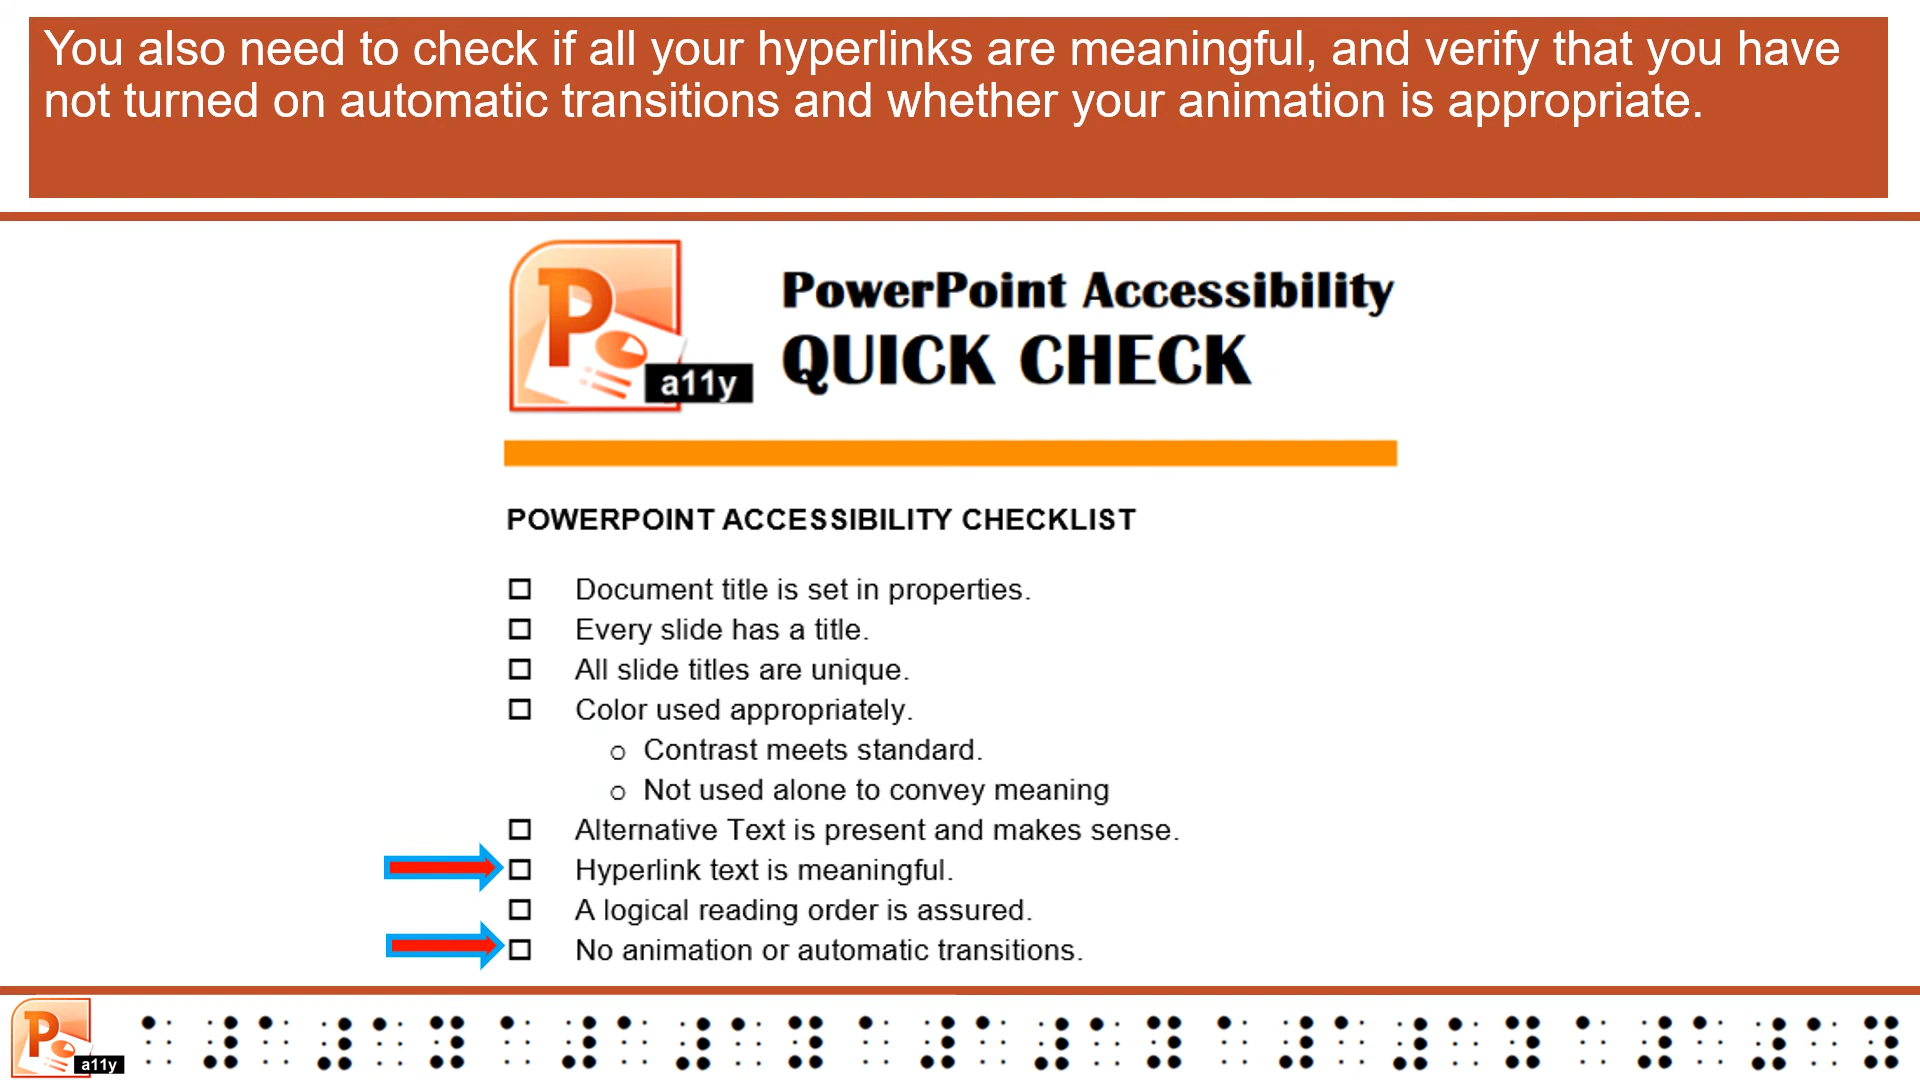 You also need to check if all your hyperlinks are meaningful, and verify that you have
not turned on automatic transitions and whether your animation is appropriate.
P
a11y
PowerPoint Accessibility
QUICK CHECK
POWERPOINT ACCESSIBILITY CHECKLIST
Document title is set in properties.
Every slide has a title.
All slide titles are unique.
Color used appropriately.
Contrast meets standard.
Not used alone to convey meaning
Alternative Text is present and makes sense.
Hyperlink text is meaningful.
A logical reading order is assured.
No animation or automatic transitions.
P
a11y